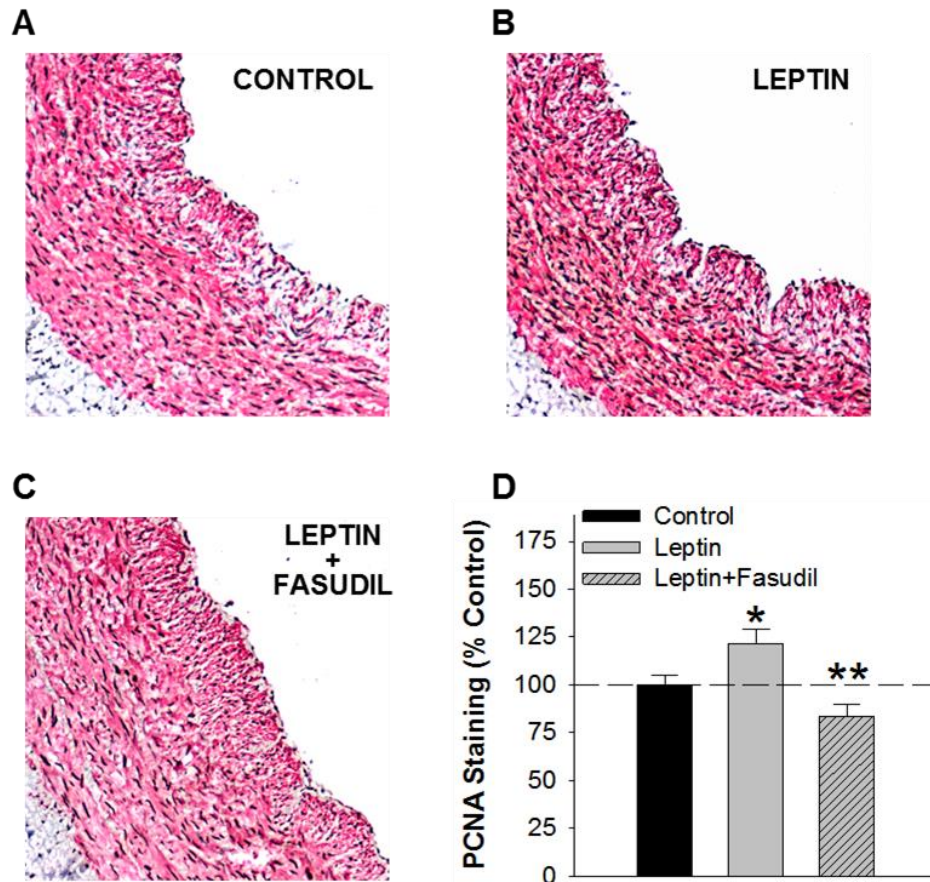 A
CONTROL
B
LEPTIN
C
LEPTIN
+
FASUDIL
D
PCNA Staining (% Control)
175
150
125
100
75
50
25
0
Control
Leptin
Leptin+Fasudil
*
**